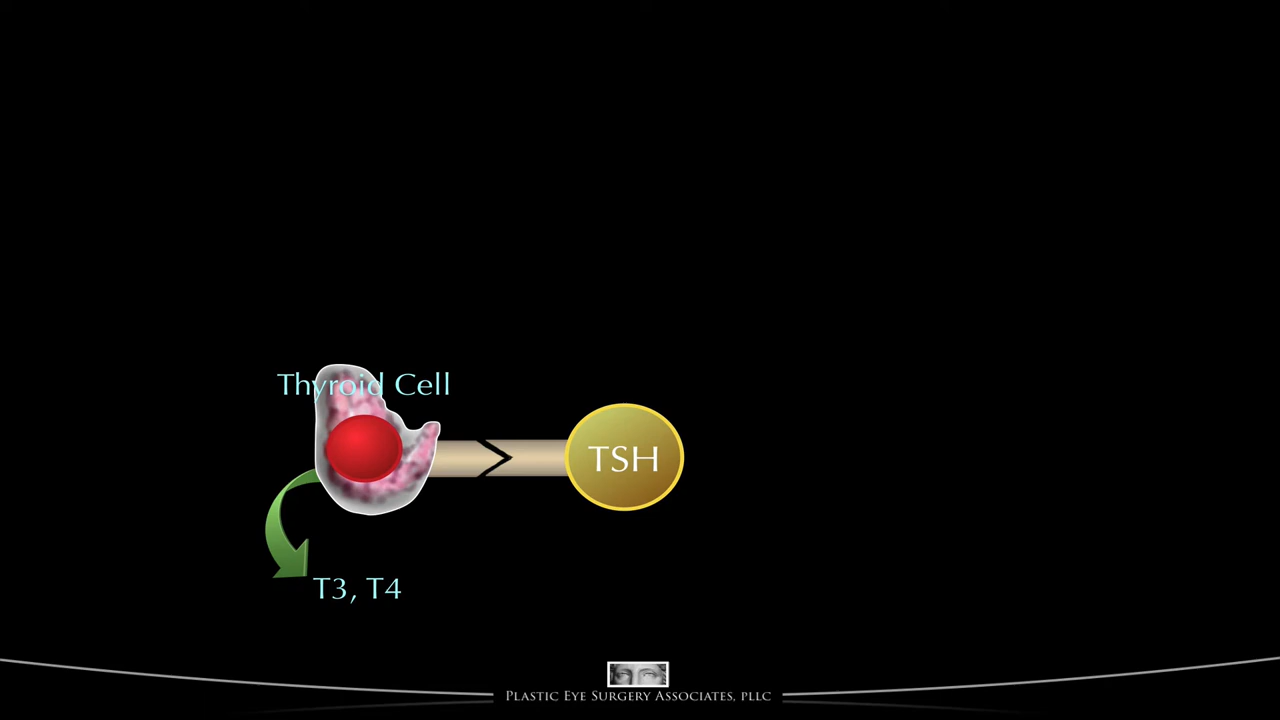 Thyroid Cell
TSH
T3, T4
Plastic Eye Surgery Associates, pllc